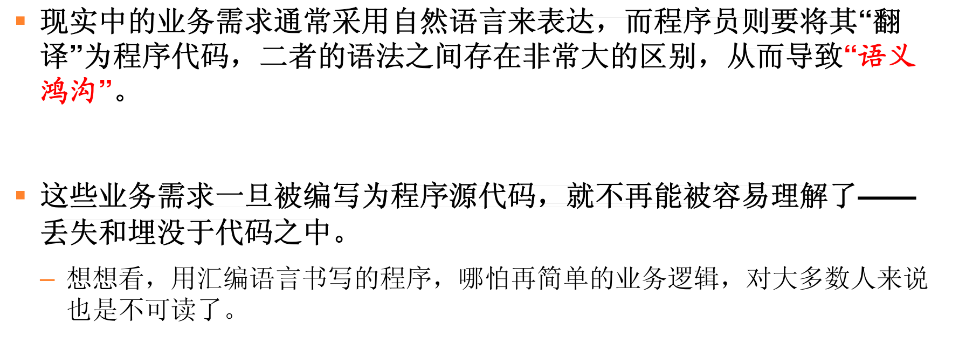 ▪ 现实中的业务需求通常采用自然语言来表达，而程序员则要将其“翻
译”为程序代码，二者的语法之间存在非常大的区别，从而导致“语义
鸿沟”。
▪ 这些业务需求一旦被编写为程序源代码，就不再能被容易理解了——
丢失和埋没于代码之中。
– 想想看，用汇编语言书写的程序，哪怕再简单的业务逻辑，对大多数人来说
也是不可读了。